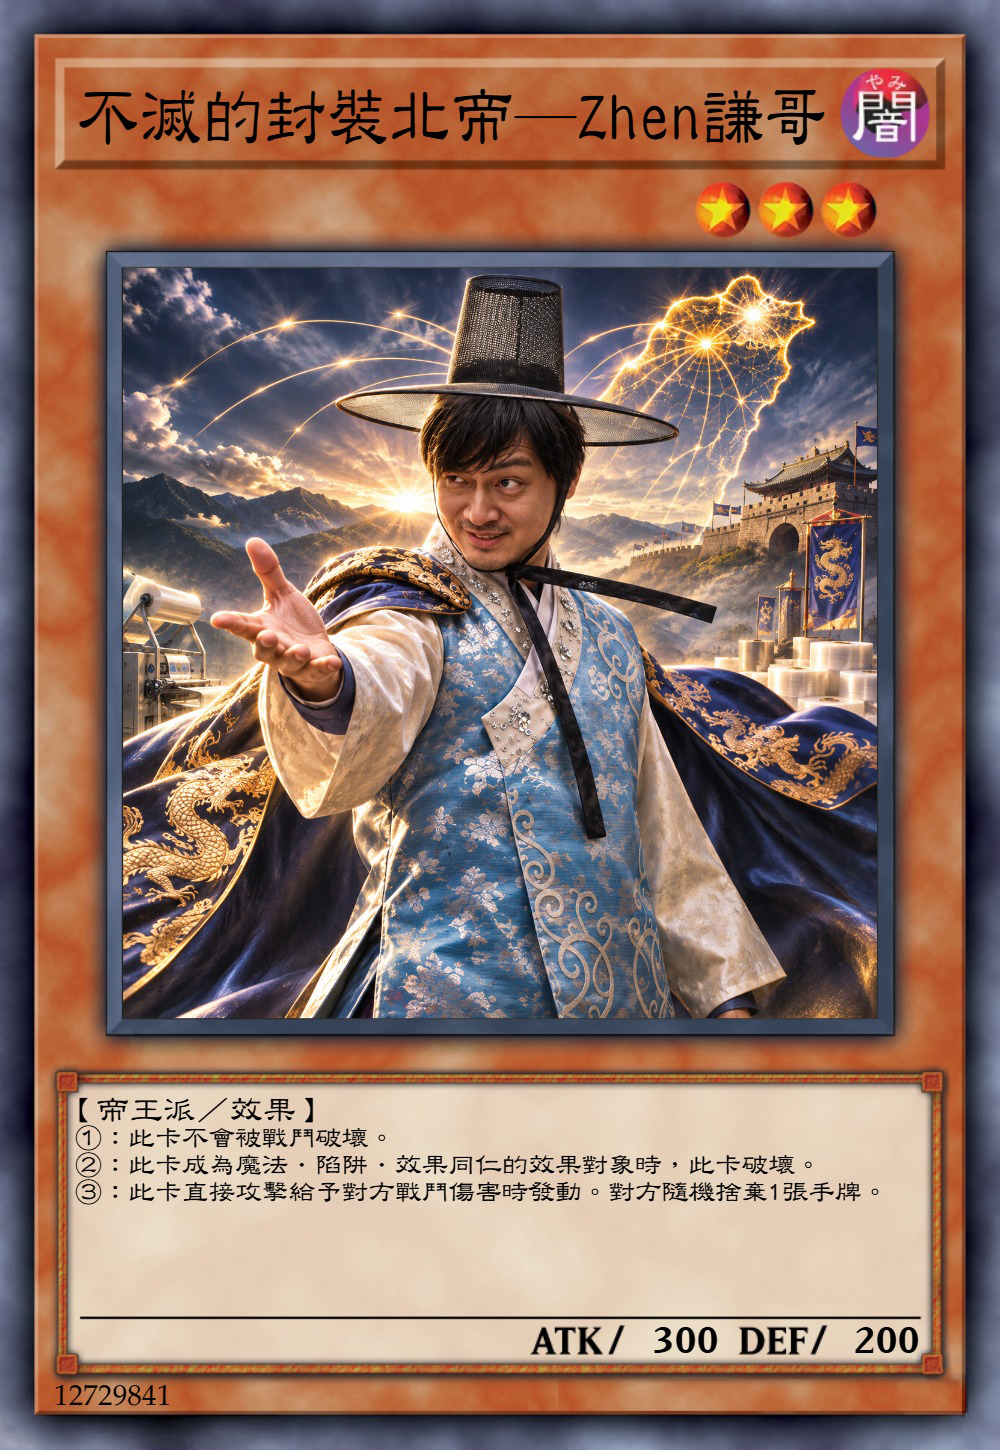 不滅的封裝北帝—Zhen謙哥
やみ
闇
【帝王派／效果】
①：此卡不會被戰鬥破壞。
②：此卡成為魔法・陷阱・效果同仁的效果對象時，此卡破壞。
③：此卡直接攻擊給予對方戰鬥傷害時發動。對方隨機捨棄1張手牌。
ATK/ 300 DEF/ 200
12729841